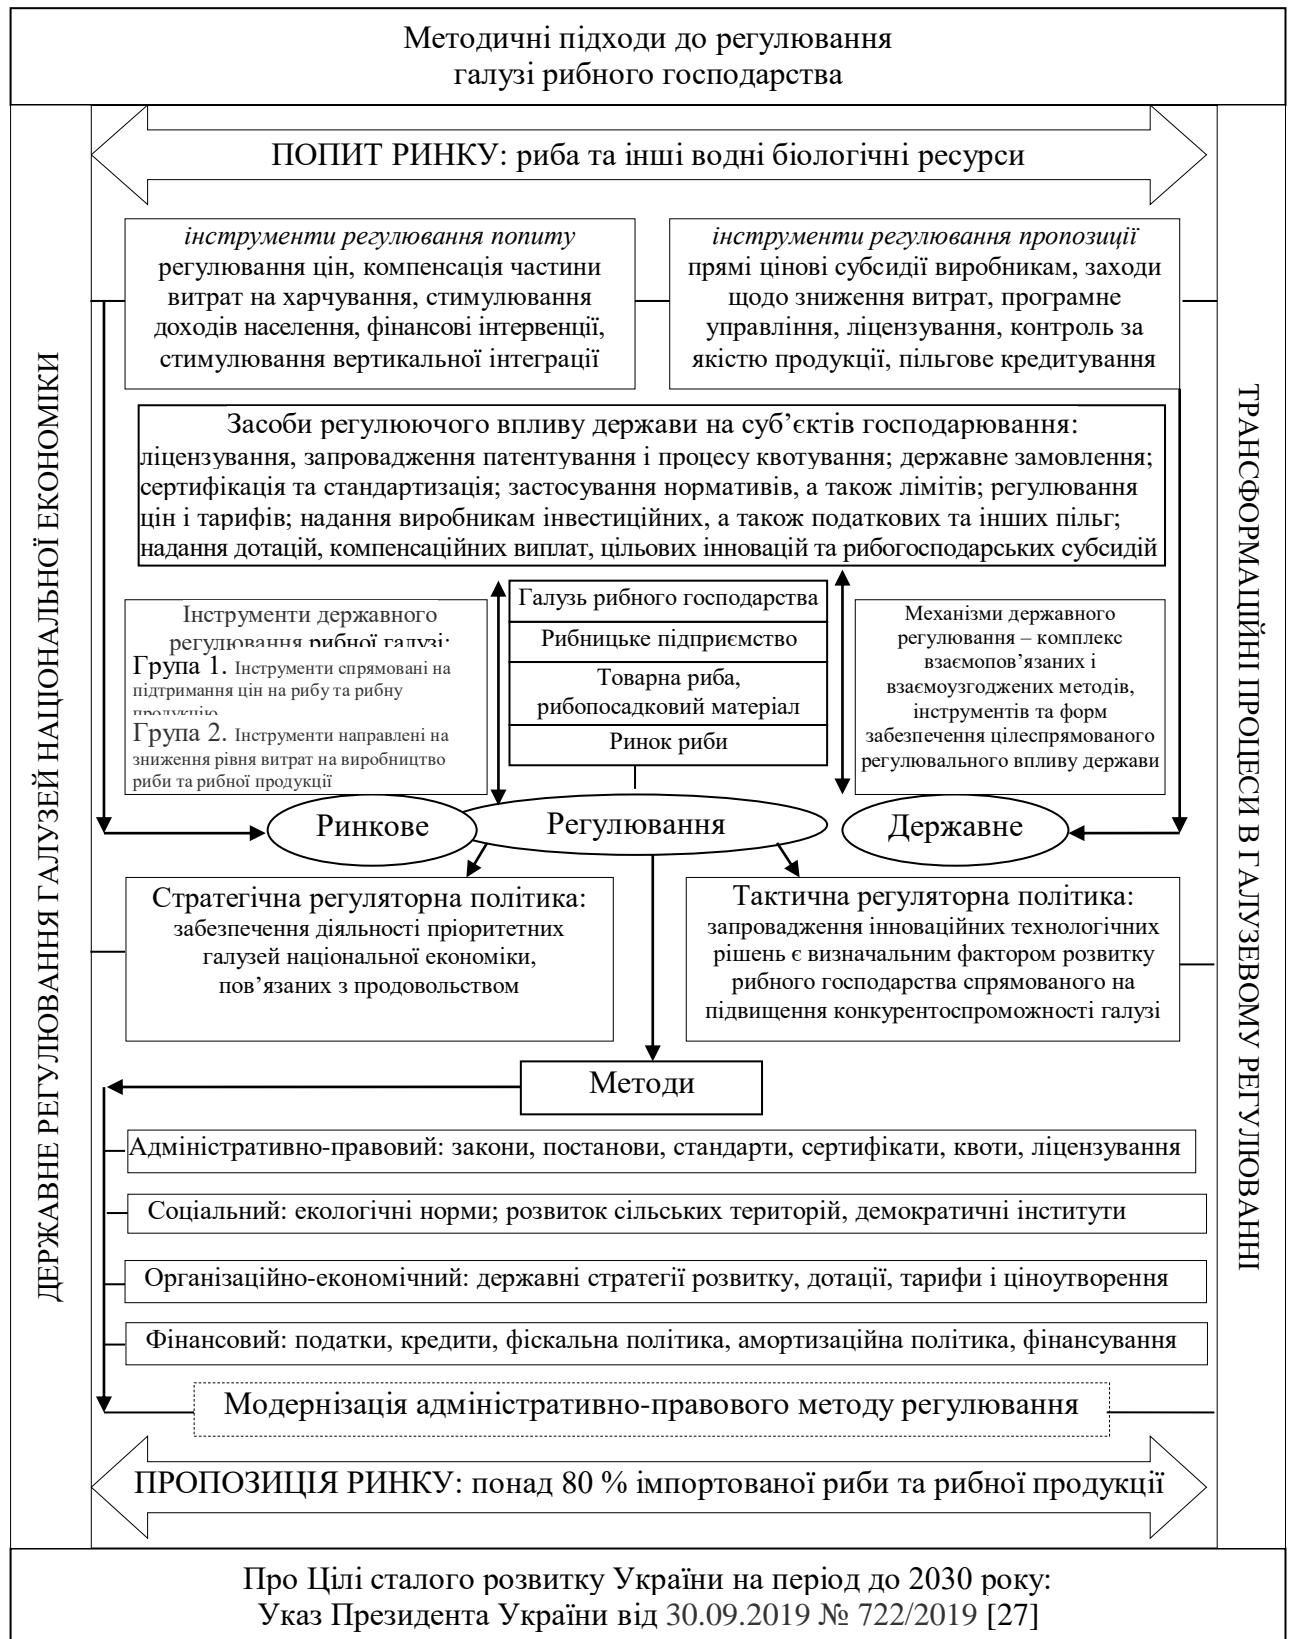 Методичні підходи до регулювання
галузі рибного господарства
ПОПИТ РИНКУ: риба та інші водні біологічні ресурси
ДЕРЖАВНЕ РЕГУЛЮВАННЯ ГАЛУЗЕЙ НАЦІОНАЛЬНОЇ ЕКОНОМІКИ
ТРАНСФОРМАЦІЙНІ ПРОЦЕСИ В ГАЛУЗЕВОМУ РЕГУЛЮВАННІ
інструменти регулювання попиту
регулювання цін, компенсація частини
витрат на харчування, стимулювання
доходів населення, фінансові інтервенції,
стимулювання вертикальної інтеграції
інструменти регулювання пропозиції
прямі цінові субсидії виробникам, заходи
щодо зниження витрат, програмне
управління, ліцензування, контроль за
якістю продукції, пільгове кредитування
Засоби регулюючого впливу держави на суб’єктів господарювання:
ліцензування, запровадження патентування і процесу квотування; державне замовлення;
сертифікація та стандартизація; застосування нормативів, а також лімітів; регулювання
цін і тарифів; надання виробникам інвестиційних, а також податкових та інших пільг;
надання дотацій, компенсаційних виплат, цільових інновацій та рибогосподарських субсидій
Інструменти державного
регулювання рибної галузі:
Група 1. Інструменти спрямовані на
підтримання цін на рибу та рибну
продукцію
Група 2. Інструменти направлені на
зниження рівня витрат на виробництво
риби та рибної продукції
Галузь рибного господарства
Рибницьке підприємство
Товарна риба,
рибопосадковий матеріал
Ринок риби
Механізми державного
регулювання – комплекс
взаємопов’язаних і
взаємоузгоджених методів,
інструментів та форм
забезпечення цілеспрямованого
регулювального впливу держави
Ринкове
Регулювання
Державне
Стратегічна регуляторна політика:
забезпечення діяльності пріоритетних
галузей національної економіки,
пов’язаних з продовольством
Тактична регуляторна політика:
запровадження інноваційних технологічних
рішень є визначальним фактором розвитку
рибного господарства спрямованого на
підвищення конкурентоспроможності галузі
Методи
Адміністративно-правовий: закони, постанови, стандарти, сертифікати, квоти, ліцензування
Соціальний: екологічні норми; розвиток сільських територій, демократичні інститути
Організаційно-економічний: державні стратегії розвитку, дотації, тарифи і ціноутворення
Фінансовий: податки, кредити, фіскальна політика, амортизаційна політика, фінансування
Модернізація адміністративно-правового методу регулювання
ПРОПОЗИЦІЯ РИНКУ: понад 80 % імпортованої риби та рибної продукції
Про Цілі сталого розвитку України на період до 2030 року:
Указ Президента України від 30.09.2019 № 722/2019 [27]